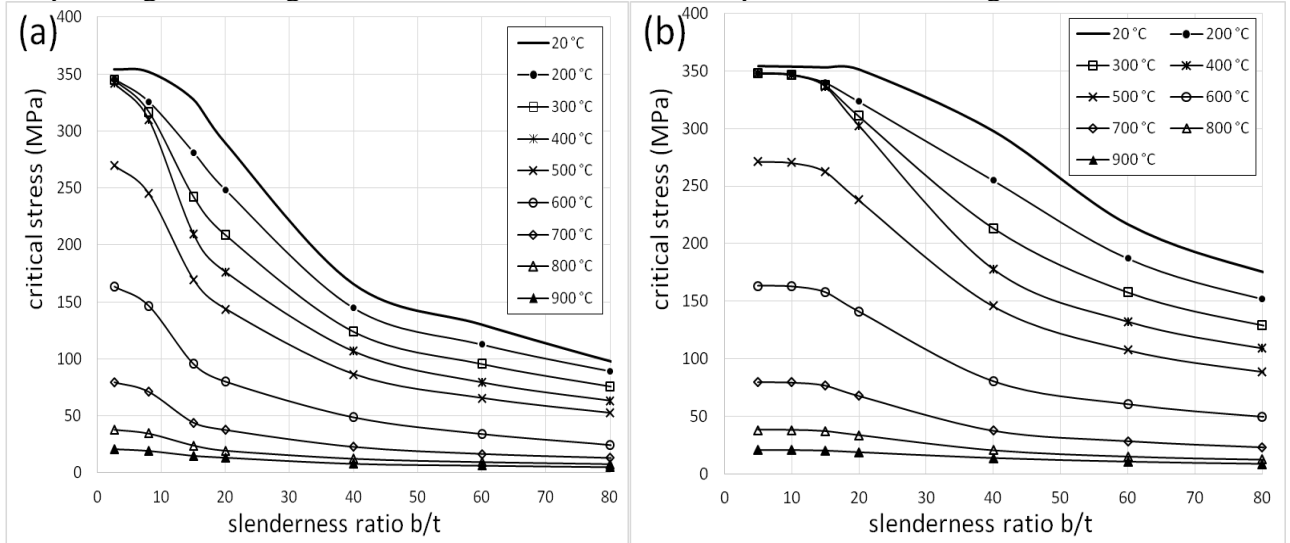 (a)
critical stress (MPa)
400
350
300
250
200
150
100
50
0
0 10 20 30 40 50 60 70 80
slenderness ratio b/t
20 °C
200 °C
300 °C
400 °C
500 °C
600 °C
700 °C
800 °C
900 °C
(b)
critical stress (MPa)
400
350
300
250
200
150
100
50
0
0 10 20 30 40 50 60 70 80
slenderness ratio b/t
20 °C 200 °C
300 °C 400 °C
500 °C 600 °C
700 °C 800 °C
900 °C